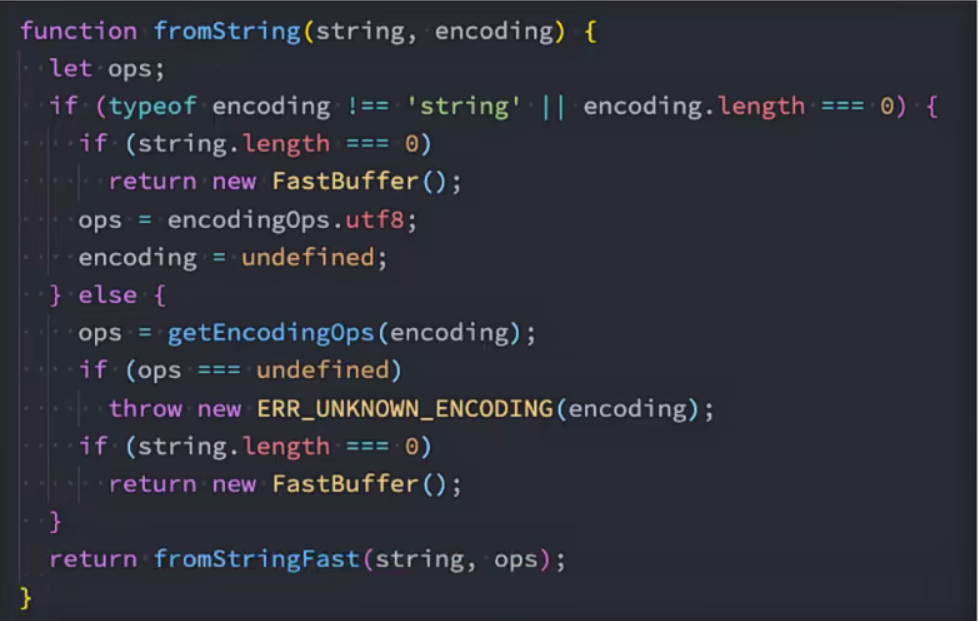 function fromString(string, encoding) {
  let ops;
  if (typeof encoding !== 'string' || encoding.length === 0) {
    if (string.length === 0)
      return new FastBuffer();
    ops = encodingOps.utf8;
    encoding = undefined;
  } else {
    ops = getEncodingOps(encoding);
    if (ops === undefined)
      throw new ERR_UNKNOWN_ENCODING(encoding);
    if (string.length === 0)
      return new FastBuffer();
  }
  return fromStringFast(string, ops);
}